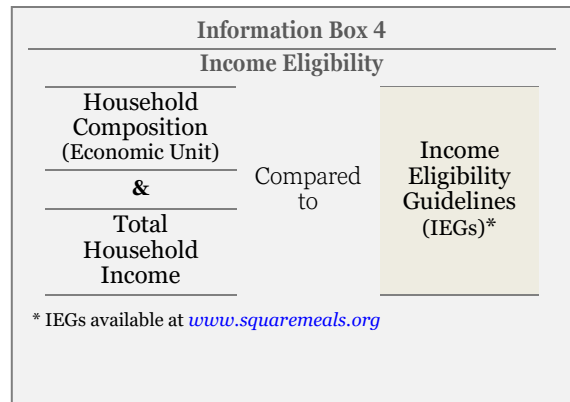 Information Box 4
Income Eligibility
Household
Composition
(Economic Unit)
&
Total
Household
Income
Compared
to
Income
Eligibility
Guidelines
(IEGs)*
* IEGs available at www.squaremeals.org